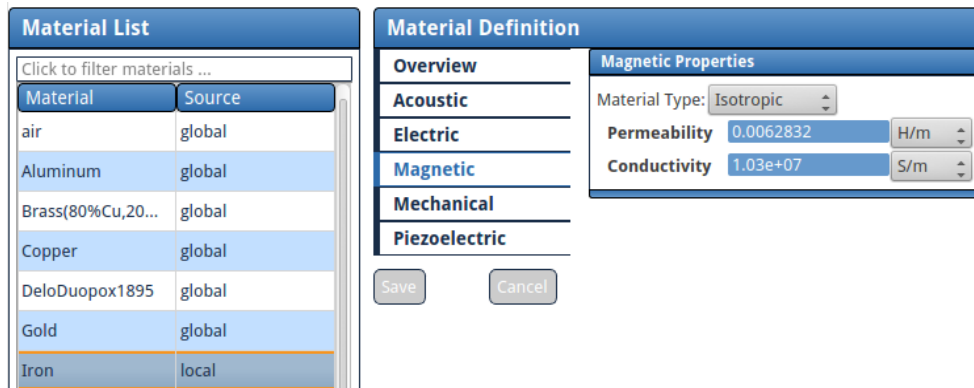 Material List
Click to filter materials ...
Material Source
air global
Aluminum global
Brass(80%Cu,20... global
Copper global
DeloDuopox1895 global
Gold global
Iron local
Material Definition
Overview
Acoustic
Electric
Magnetic
Mechanical
Piezoelectric
Save Cancel
Magnetic Properties
Material Type: Isotropic
Permeability 0.0062832 H/m
Conductivity 1.03e+07 S/m